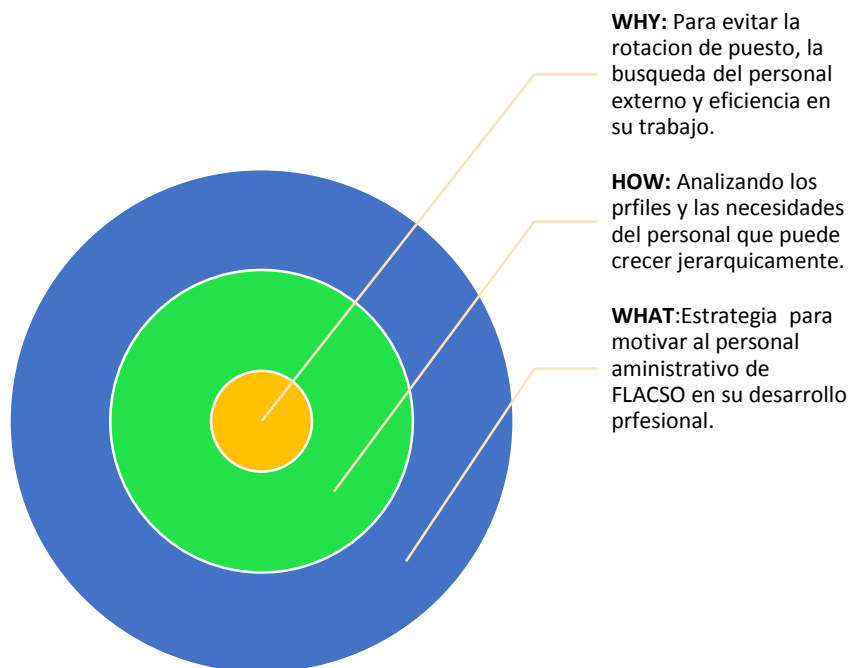 WHY: Para evitar la
rotacion de puesto, la
busqueda del personal
externo y eficiencia en
su trabajo.
HOW: Analizando los
prfiles y las necesidades
del personal que puede
crecer jerarquicamente.
WHAT:Estrategia  para
motivar al personal
aministrativo de
FLACSO en su desarrollo
prfesional.